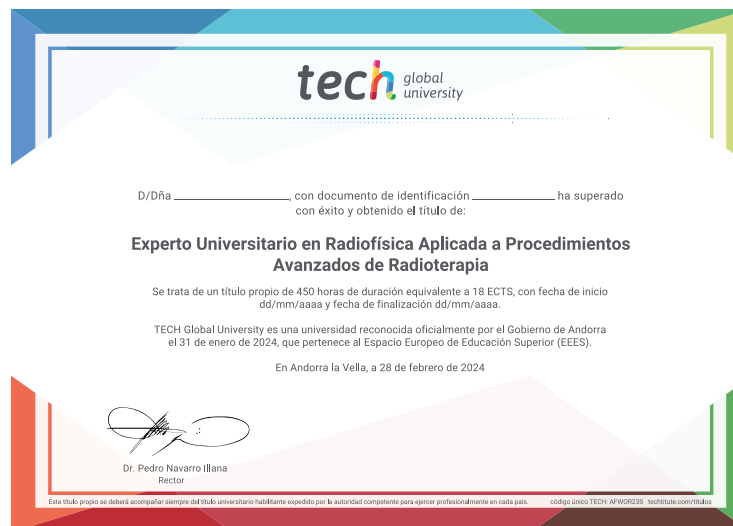 tech global university
D/Dña ______________, con documento de identificación __________ ha superado
con éxito y obtenido el título de:
Experto Universitario en Radiofísica Aplicada a Procedimientos
Avanzados de Radioterapia
Se trata de un título propio de 450 horas de duración equivalente a 18 ECTS, con fecha de inicio
dd/mm/aaaa y fecha de finalización dd/mm/aaaa.
TECH Global University es una universidad reconocida oficialmente por el Gobierno de Andorra
el 31 de enero de 2024, que pertenece al Espacio Europeo de Educación Superior (EEES).
En Andorra la Vella, a 28 de febrero de 2024
Dr. Pedro Navarro Illana
Rector
Este título propio se deberá acompañar siempre del título universitario habilitante expedido por la autoridad competente para ejercer profesionalmente en cada país. código único TECH: AFWOR23S techtitute.com/titulos